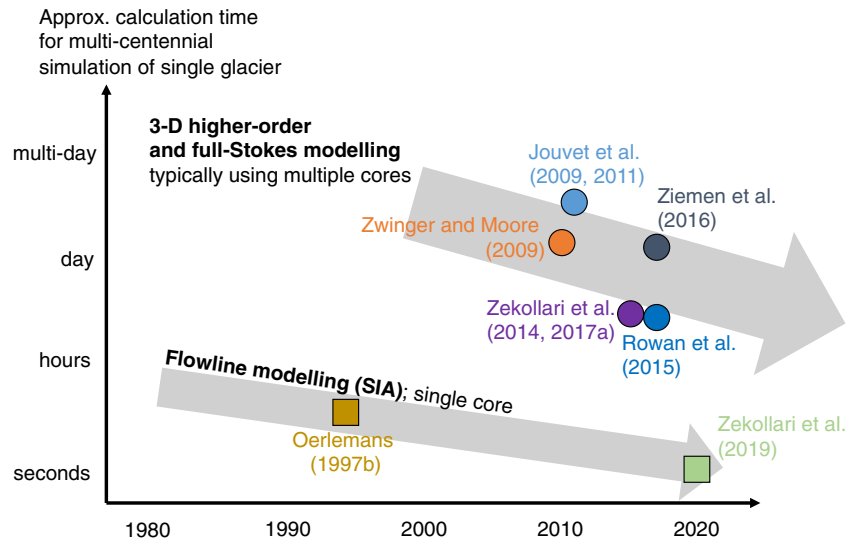 Approx. calculation time
for multi-centennial
simulation of single glacier
multi-day
day
hours
seconds
3-D higher-order
and full-Stokes modelling
typically using multiple cores
Jouvet et al.
(2009, 2011)
Ziemen et al.
(2016)
Zwinger and Moore
(2009)
Zekollari et al.
(2014, 2017a)
Rowan et al.
(2015)
Flowline modelling (SIA); single core
Oerlemans
(1997b)
Zekollari et al.
(2019)
1980
1990
2000
2010
2020